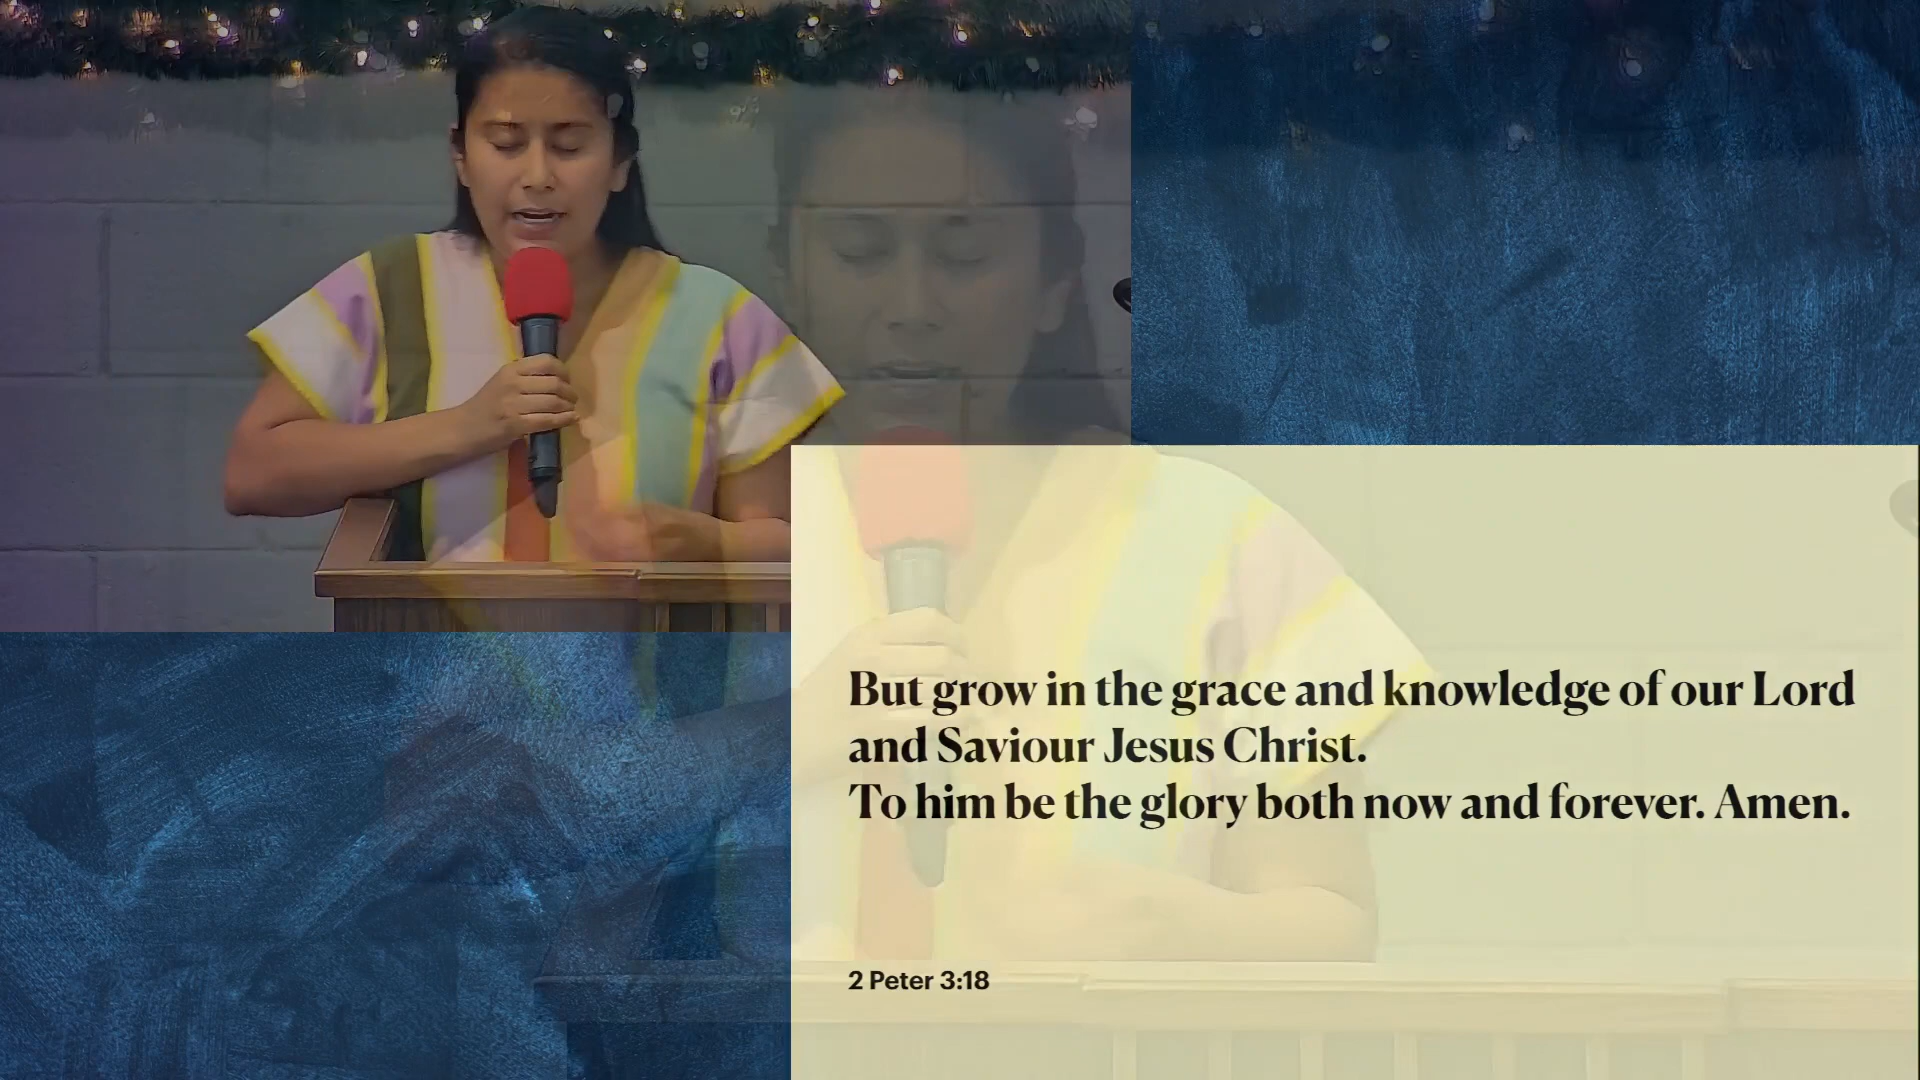 But grow in the grace and knowledge of our Lord
and Saviour Jesus Christ.
To him be the glory both now and forever. Amen.
2 Peter 3:18